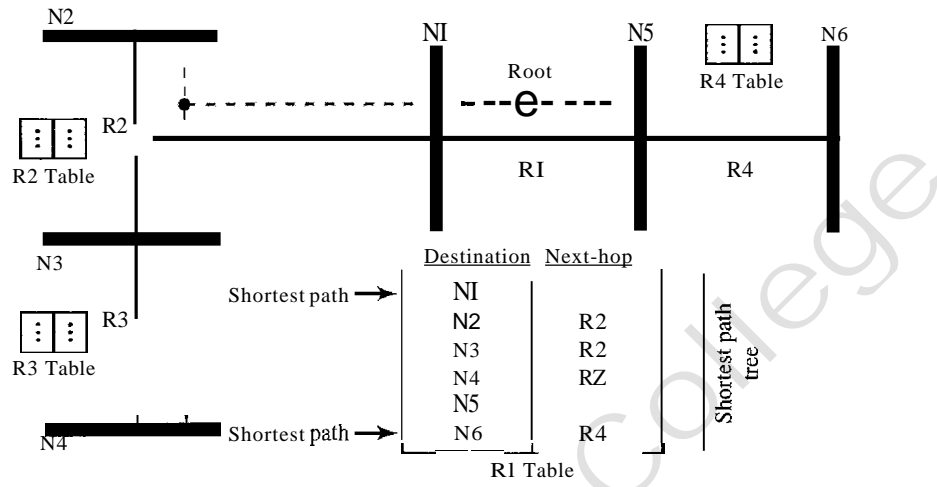 N2
NI
N5
N6
Root
e
R4 Table
R2
R2 Table
RI
R4
N3
Destination Next-hop
Shortest path
NI
N2 R2
R3
N3 R2
R3 Table
N4 RZ
N5
N4
Shortest path
N6 R4
R1 Table
Shortest path
tree
College